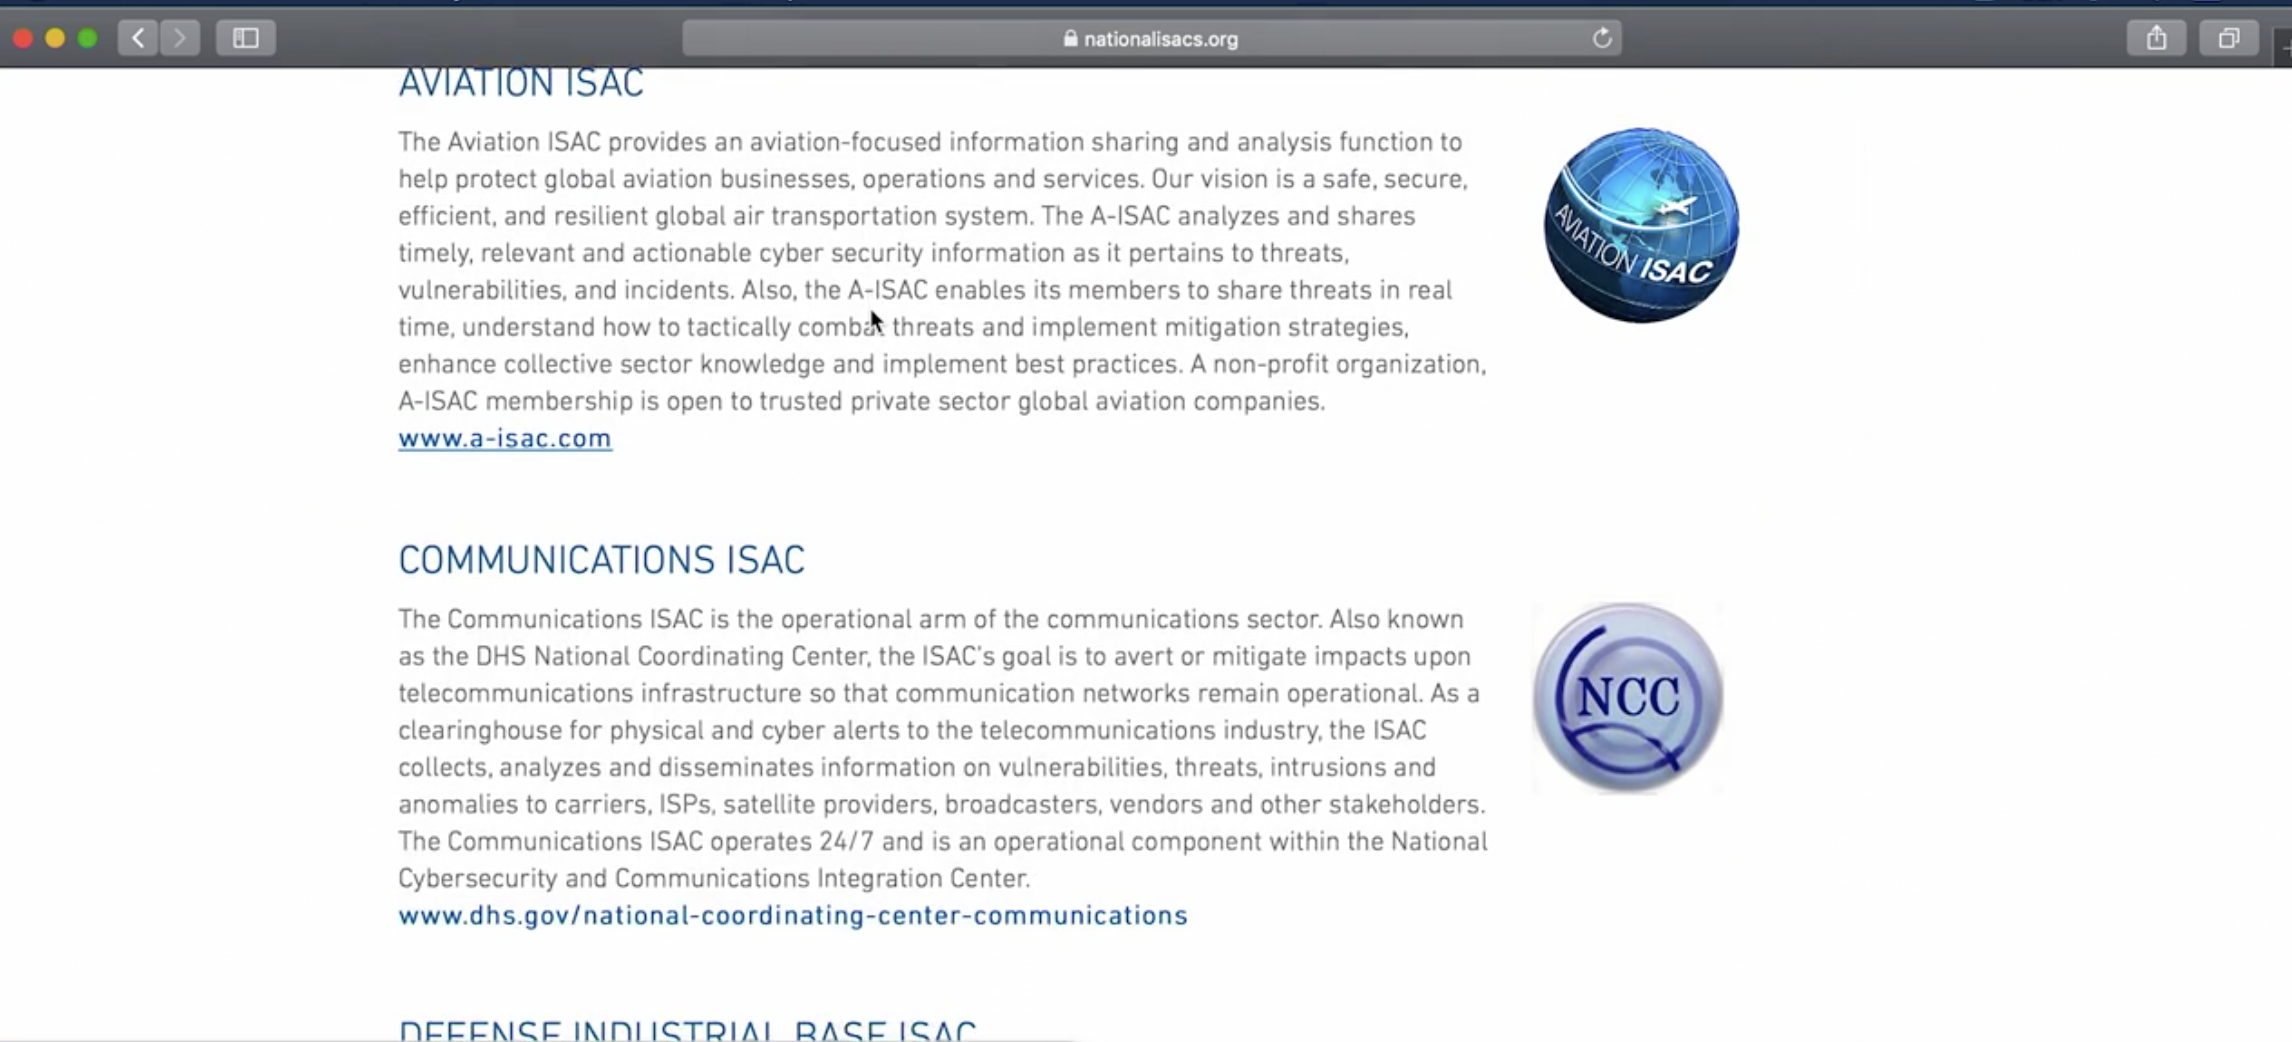 nationalisacs.org
AVIATION ISAC
The Aviation ISAC provides an aviation-focused information sharing and analysis function to
help protect global aviation businesses, operations and services. Our vision is a safe, secure,
efficient, and resilient global air transportation system. The A-ISAC analyzes and shares
timely, relevant and actionable cyber security information as it pertains to threats,
vulnerabilities, and incidents. Also, the A-ISAC enables its members to share threats in real
time, understand how to tactically combat threats and implement mitigation strategies,
enhance collective sector knowledge and implement best practices. A non-profit organization,
A-ISAC membership is open to trusted private sector global aviation companies.
www.a-isac.com
AVIATION ISAC
COMMUNICATIONS ISAC
The Communications ISAC is the operational arm of the communications sector. Also known
as the DHS National Coordinating Center, the ISAC's goal is to avert or mitigate impacts upon
telecommunications infrastructure so that communication networks remain operational. As a
clearinghouse for physical and cyber alerts to the telecommunications industry, the ISAC
collects, analyzes and disseminates information on vulnerabilities, threats, intrusions and
anomalies to carriers, ISPs, satellite providers, broadcasters, vendors and other stakeholders.
The Communications ISAC operates 24/7 and is an operational component within the National
Cybersecurity and Communications Integration Center.
www.dhs.gov/national-coordinating-center-communications
NCC
DEFENSE INDUSTRIAL BASE ISAC